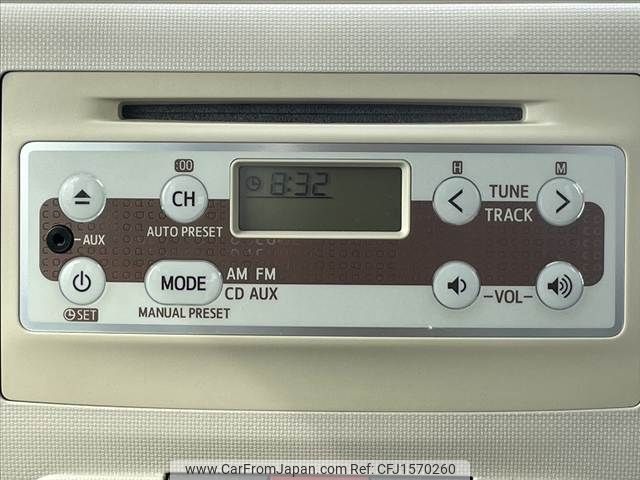 :00
H
M
8:32
CH
TUNE
TRACK
AUTO PRESET
AUX
MODE
AM FM
CD AUX
-VOL-
SET
MANUAL PRESET
www.CarFromJapan.com - CFJ1570260